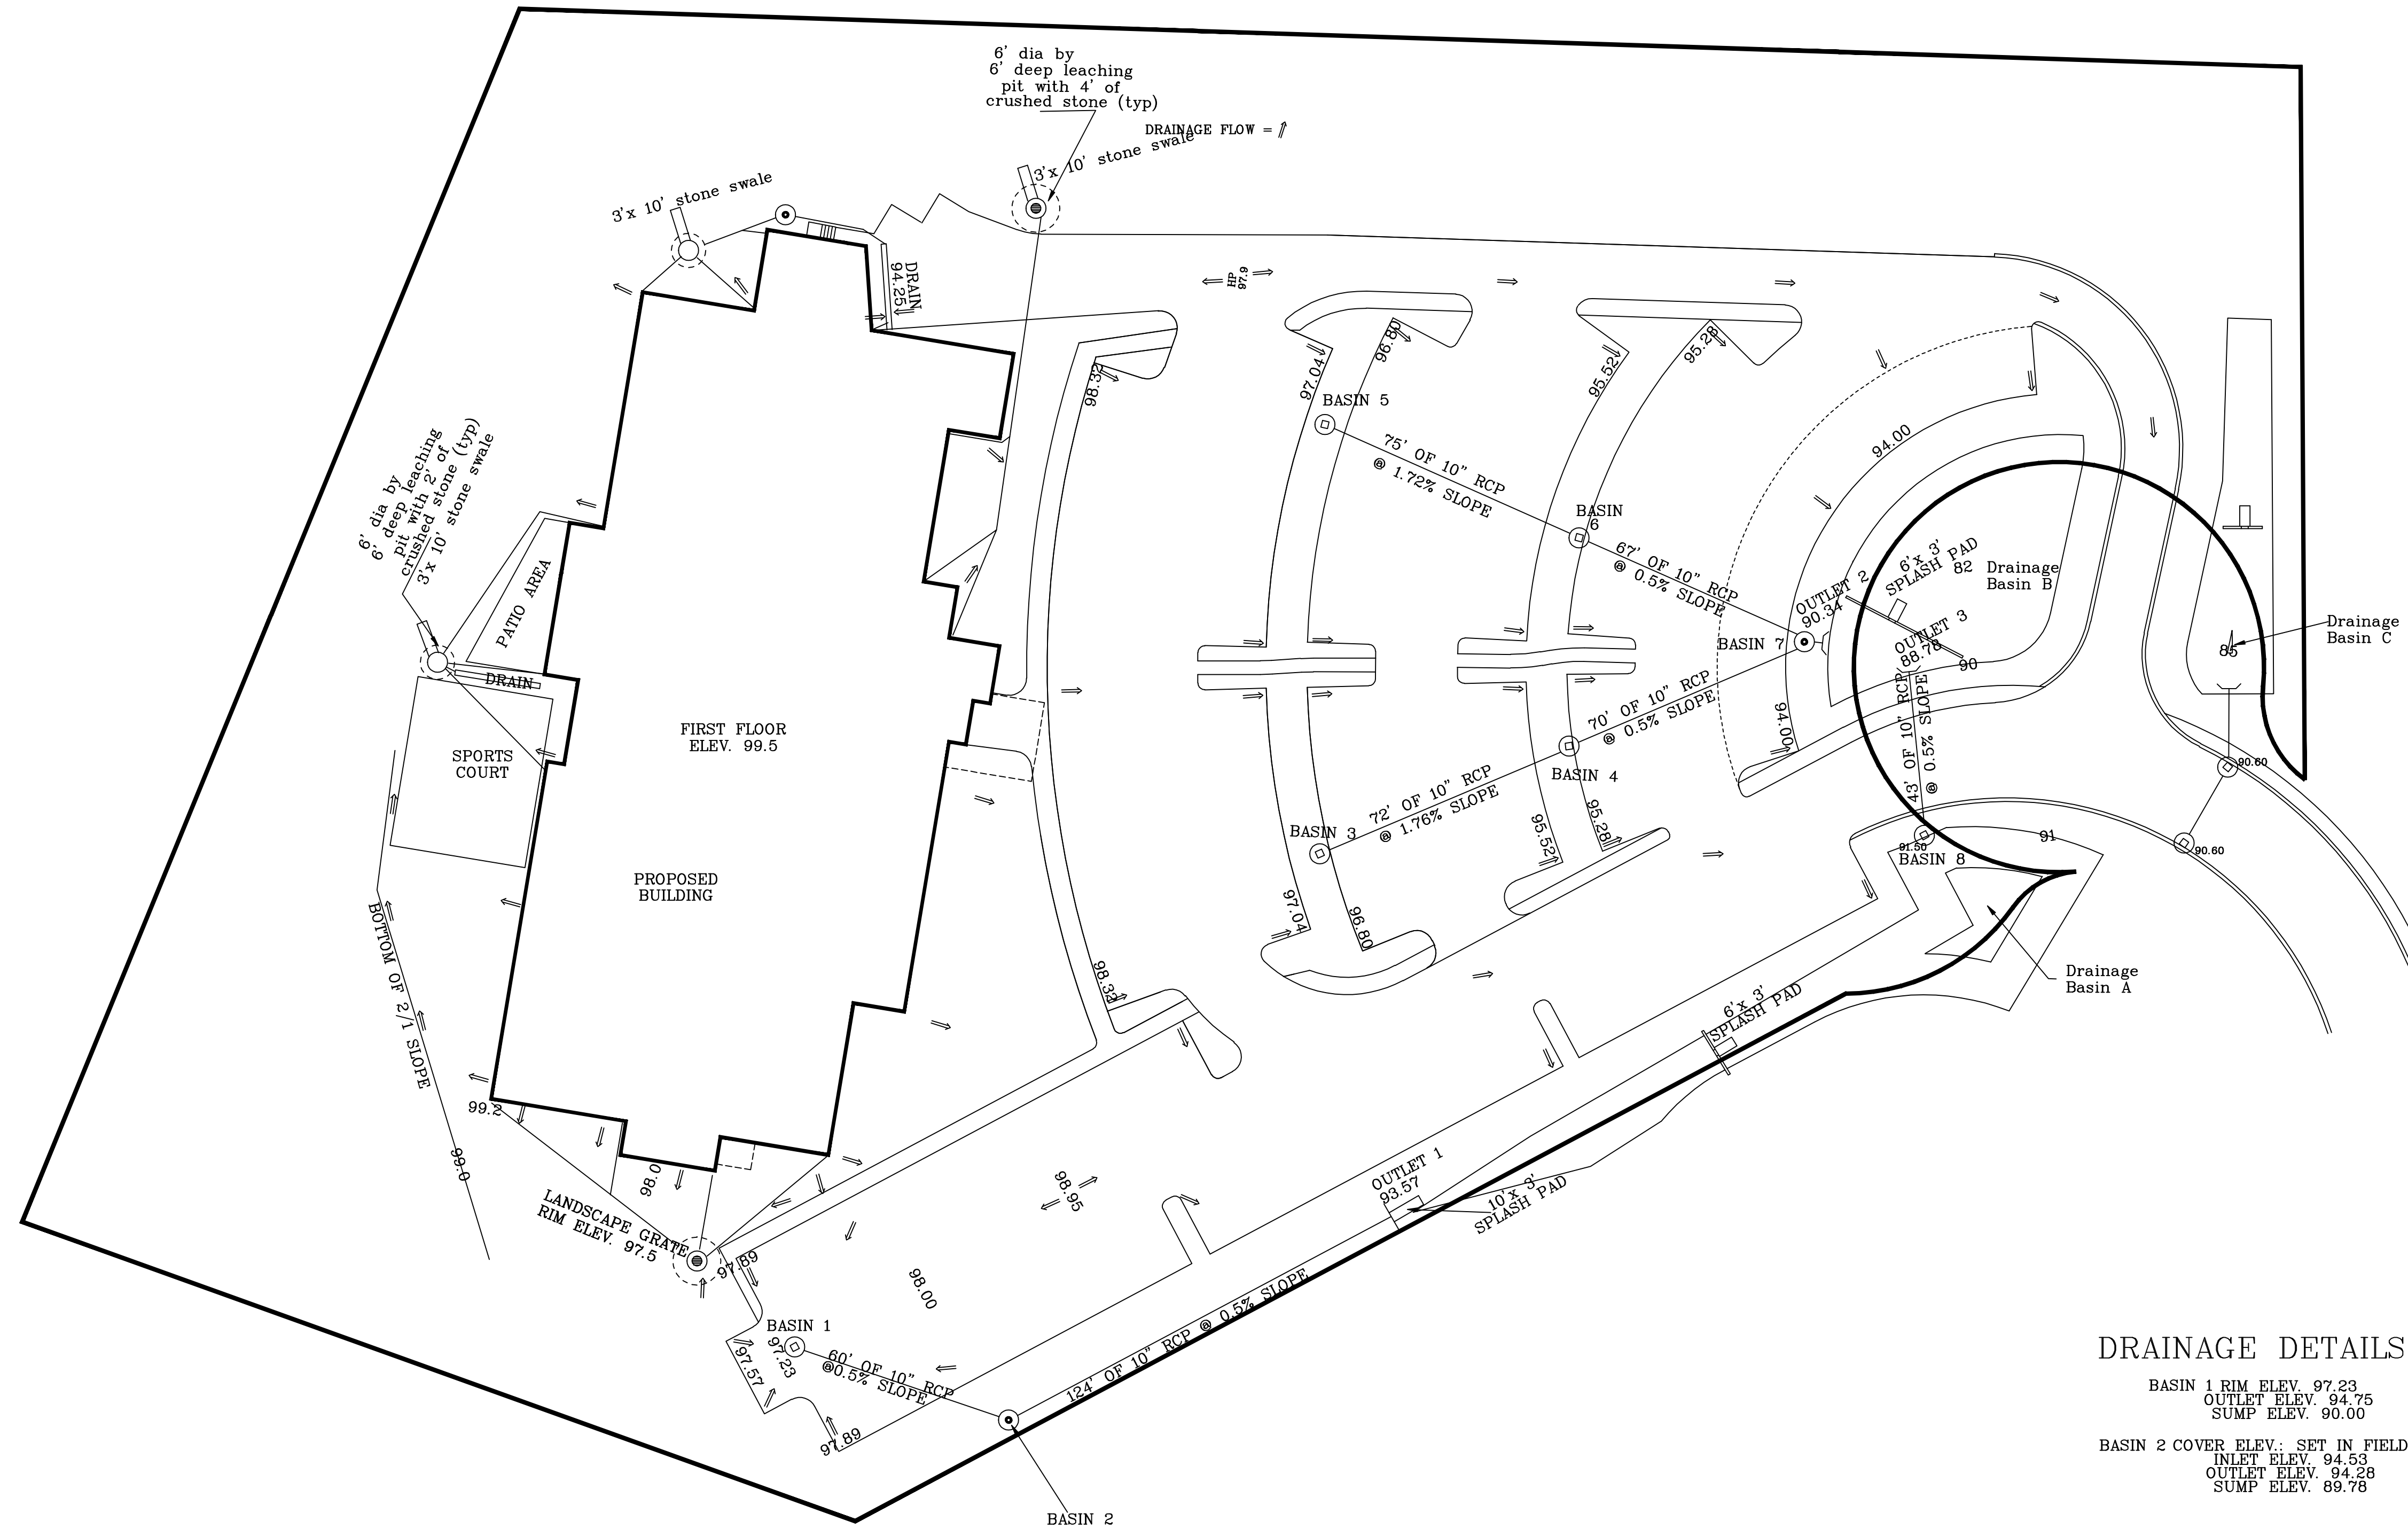 6' dia by
6' deep leaching
pit with 4' of
crushed stone (typ)
DRAINAGE FLOW =
3'x 10' stone swale
3'x 10' stone swale
DRAIN
94.25
HP
97.9
98.32
97.04
96.80
95.52
95.28
BASIN 5
75' OF 10" RCP
@ 1.72% SLOPE
BASIN
6
67' OF 10" RCP
@ 0.5% SLOPE
94.00
6'x 3'
SPLASH PAD
82
Drainage
Basin B
OUTLET 2
90.34
OUTLET 3
88.78
90
BASIN 7
Drainage
Basin C
85
6' dia by
6' deep leaching
pit with 2' of
crushed stone (typ)
3'x 10' stone swale
PATIO AREA
DRAIN
SPORTS
COURT
FIRST FLOOR
ELEV. 99.5
PROPOSED
BUILDING
70' OF 10" RCP
@ 0.5% SLOPE
94.00
43' OF 10" RCP
@ 0.5% SLOPE
BASIN 4
72' OF 10" RCP
@ 1.76% SLOPE
BASIN 3
95.52
95.28
90.60
90.60
91.50
BASIN 8
91
97.04
96.80
98.32
BOTTOM OF 2/1 SLOPE
Drainage
Basin A
6'x 3'
SPLASH PAD
99.2
99.0
98.0
LANDSCAPE GRATE
RIM ELEV. 97.5
98.95
OUTLET 1
93.57
10'x 3'
SPLASH PAD
97.89
98.00
BASIN 1
97.23
97.57
60' OF 10" RCP
@0.5% SLOPE
124' OF 10" RCP @ 0.5% SLOPE
97.89
BASIN 2
DRAINAGE DETAILS
BASIN 1 RIM ELEV. 97.23
OUTLET ELEV. 94.75
SUMP ELEV. 90.00
BASIN 2 COVER ELEV.: SET IN FIELD
INLET ELEV. 94.53
OUTLET ELEV. 94.28
SUMP ELEV. 89.78